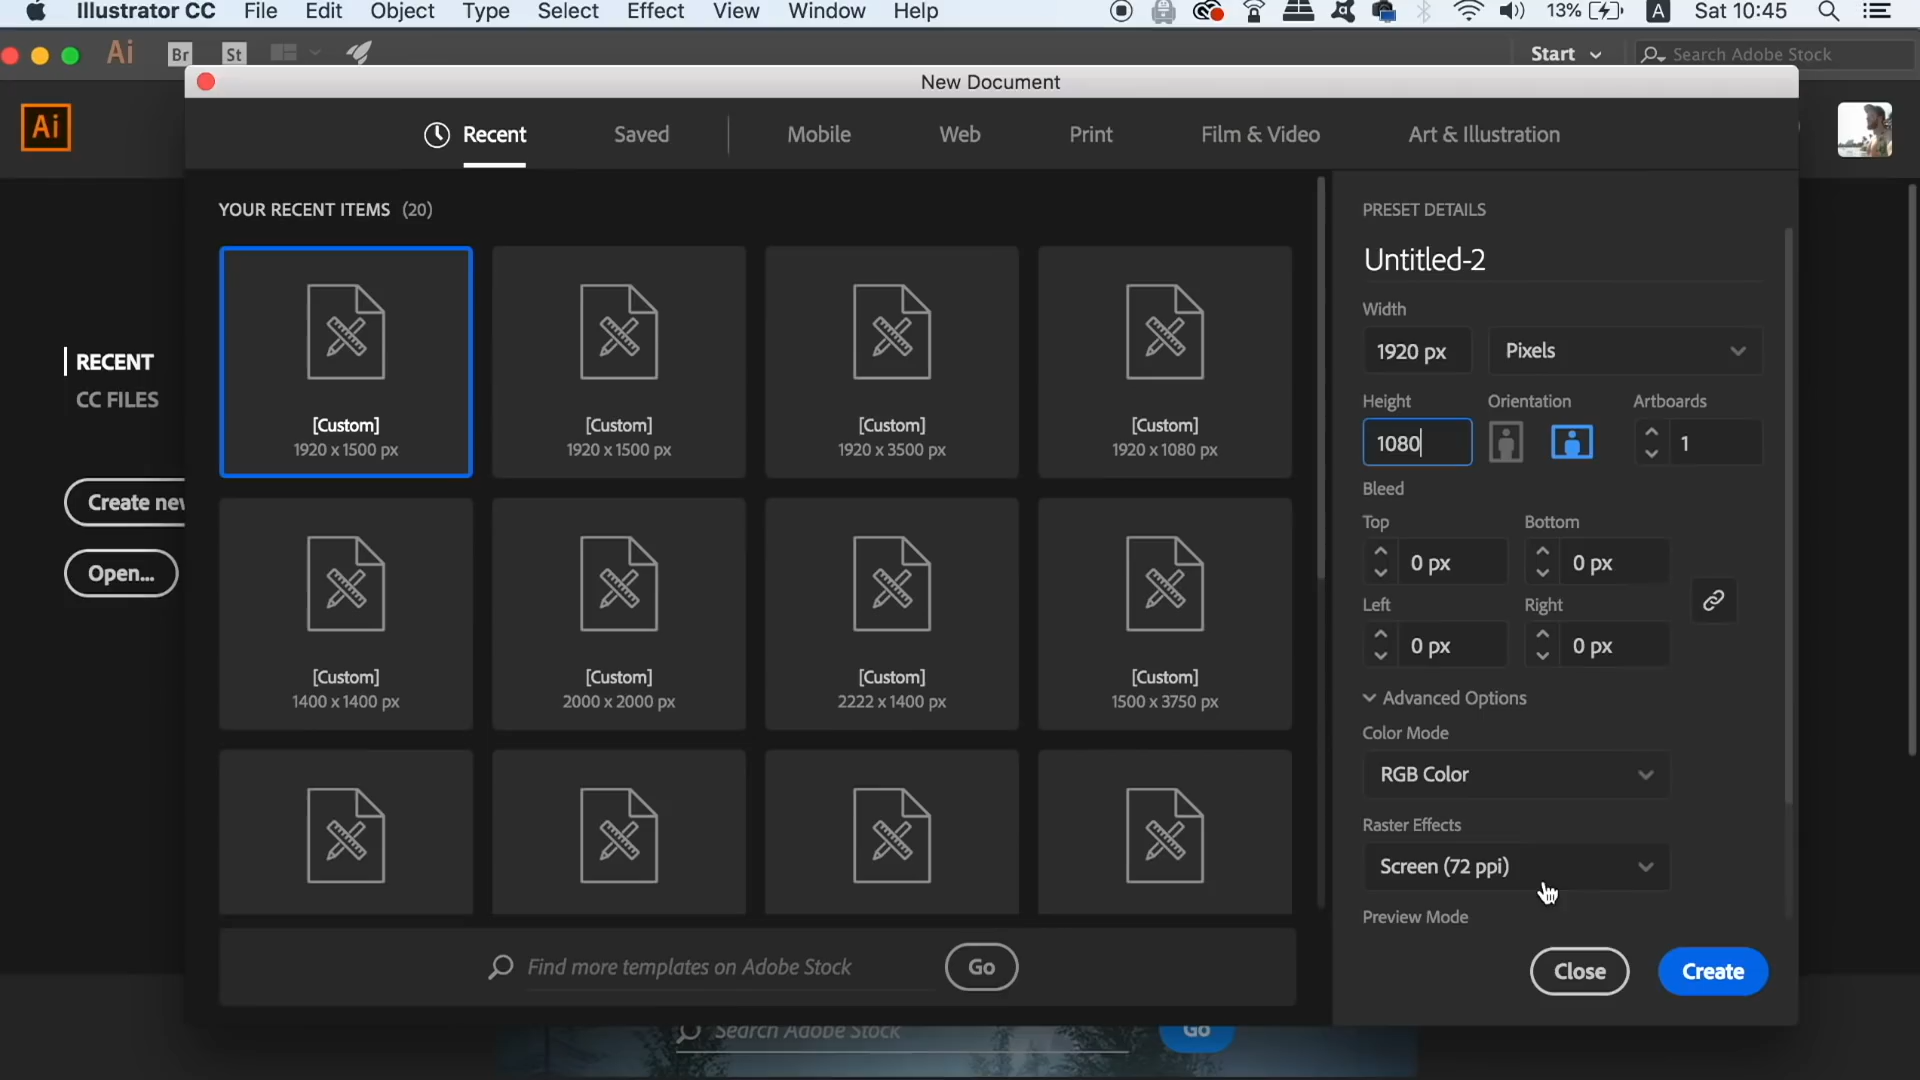 Illustrator CC File Edit Object Type Select Effect View Window Help 13% A Sat 10:45
Ai Br St Start Search Adobe Stock
New Document
Ai
Recent Saved Mobile Web Print Film & Video Art & Illustration
YOUR RECENT ITEMS (20)
PRESET DETAILS
Untitled-2
Width
1920 px Pixels
Height Orientation Artboards
1080 1
Bleed
Top Bottom
0 px 0 px
Left Right
0 px 0 px
Advanced Options
Color Mode
RGB Color
Raster Effects
Screen (72 ppi)
Preview Mode
Close Create
RECENT
CC FILES
Create new
Open...
[Custom] [Custom] [Custom] [Custom]
1920 x 1500 px 1920 x 1500 px 1920 x 3500 px 1920 x 1080 px
[Custom] [Custom] [Custom] [Custom]
1400 x 1400 px 2000 x 2000 px 2222 x 1400 px 1500 x 3750 px
Find more templates on Adobe Stock Go
Search Adobe Stock Go